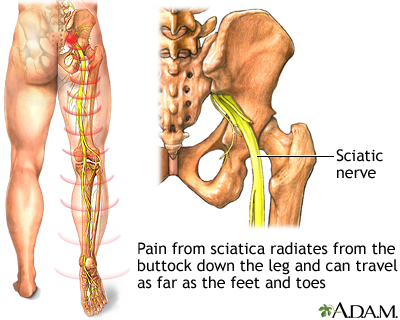 Sciatic
nerve
Pain from sciatica radiates from the
buttock down the leg and can travel
as far as the feet and toes
ADAM.